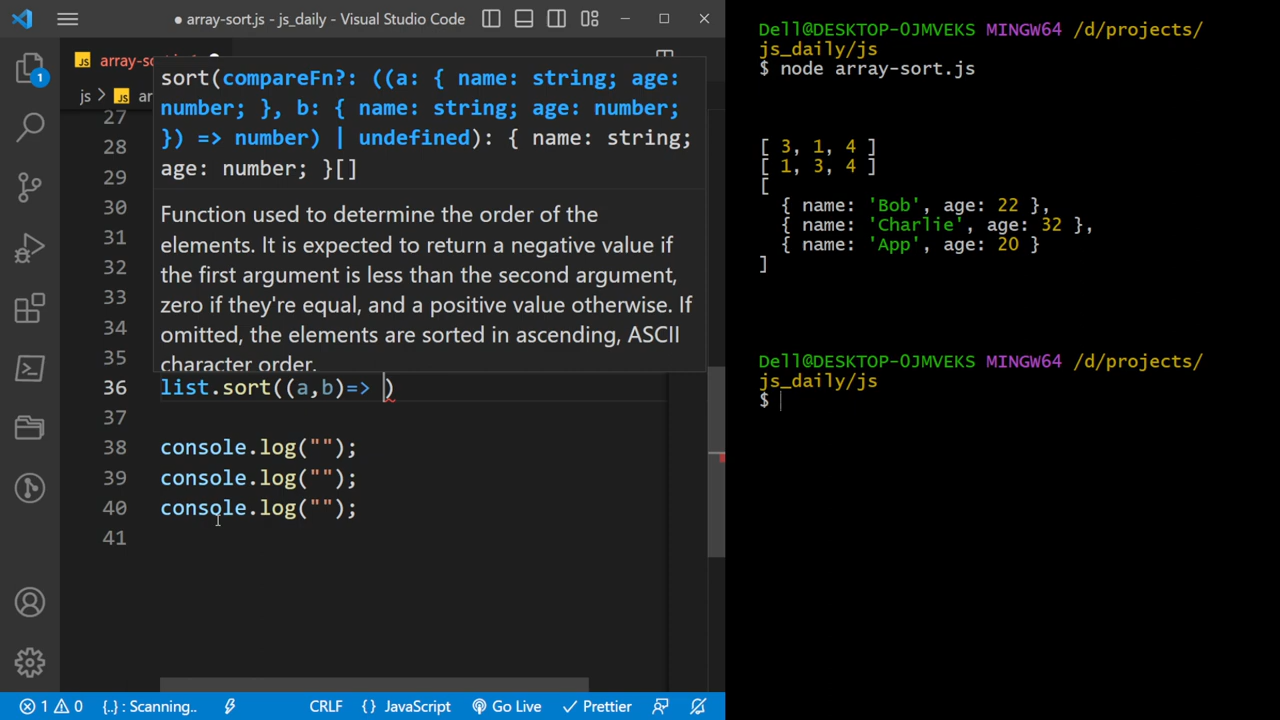 ● array-sort.js - js_daily - Visual Studio Code
JS array-sort.js
js > JS ar
sort(compareFn?: ((a: { name: string; age:
number; }, b: { name: string; age: number;
}) => number) | undefined): { name: string;
age: number; }[]
Function used to determine the order of the
elements. It is expected to return a negative value if
the first argument is less than the second argument,
zero if they're equal, and a positive value otherwise. If
omitted, the elements are sorted in ascending, ASCII
character order.
27
28
29
30
31
32
33
34
35
36 list.sort((a,b)=> )
37
38 console.log("");
39 console.log("");
40 console.log("");
41
1
1 0 {..} : Scanning.. CRLF {} JavaScript Go Live Prettier
Dell@DESKTOP-OJMVEKS MINGW64 /d/projects/
js_daily/js
$ node array-sort.js
[ 3, 1, 4 ]
[ 1, 3, 4 ]
[
{ name: 'Bob', age: 22 },
{ name: 'Charlie', age: 32 },
{ name: 'App', age: 20 }
]
Dell@DESKTOP-OJMVEKS MINGW64 /d/projects/
js_daily/js
$